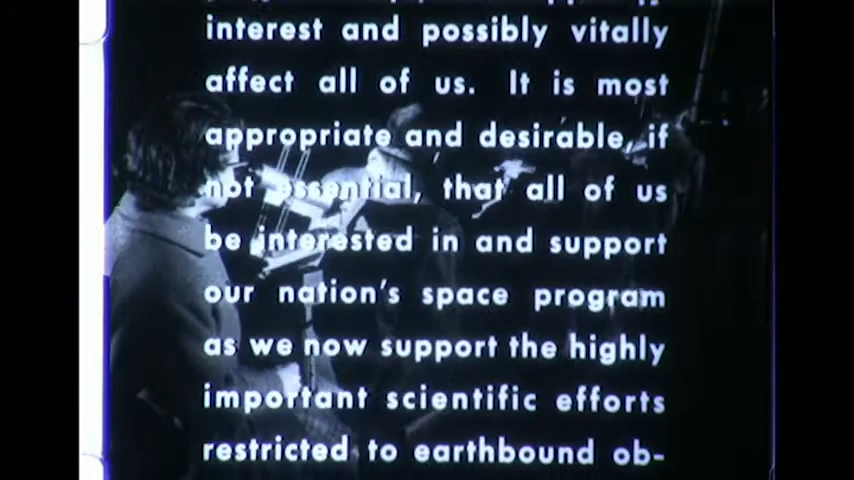 interest and possibly vitally
affect all of us. It is most
appropriate and desirable, if
not essential, that all of us
be interested in and support
our nation's space program
as we now support the highly
important scientific efforts
restricted to earthbound ob-